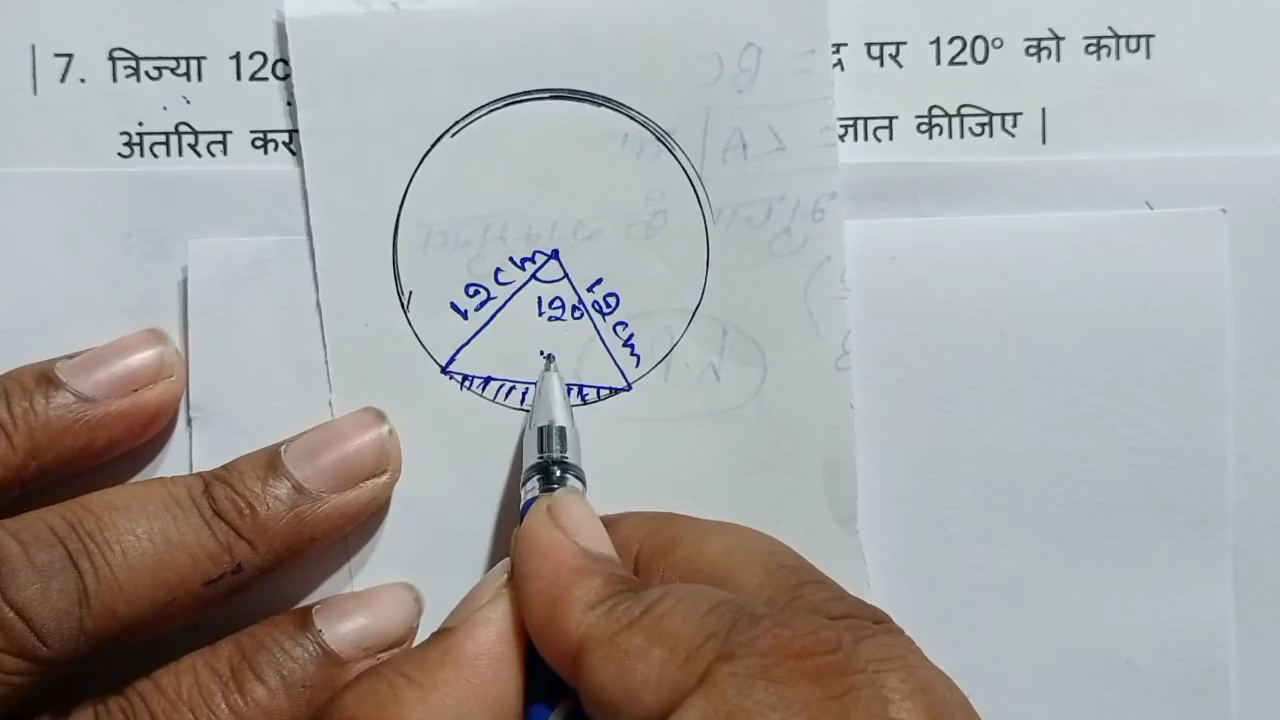 7. त्रिज्या 12c पर 120° को कोण
अंतरित कर ज्ञात कीजिए |
12cm
120
12cm